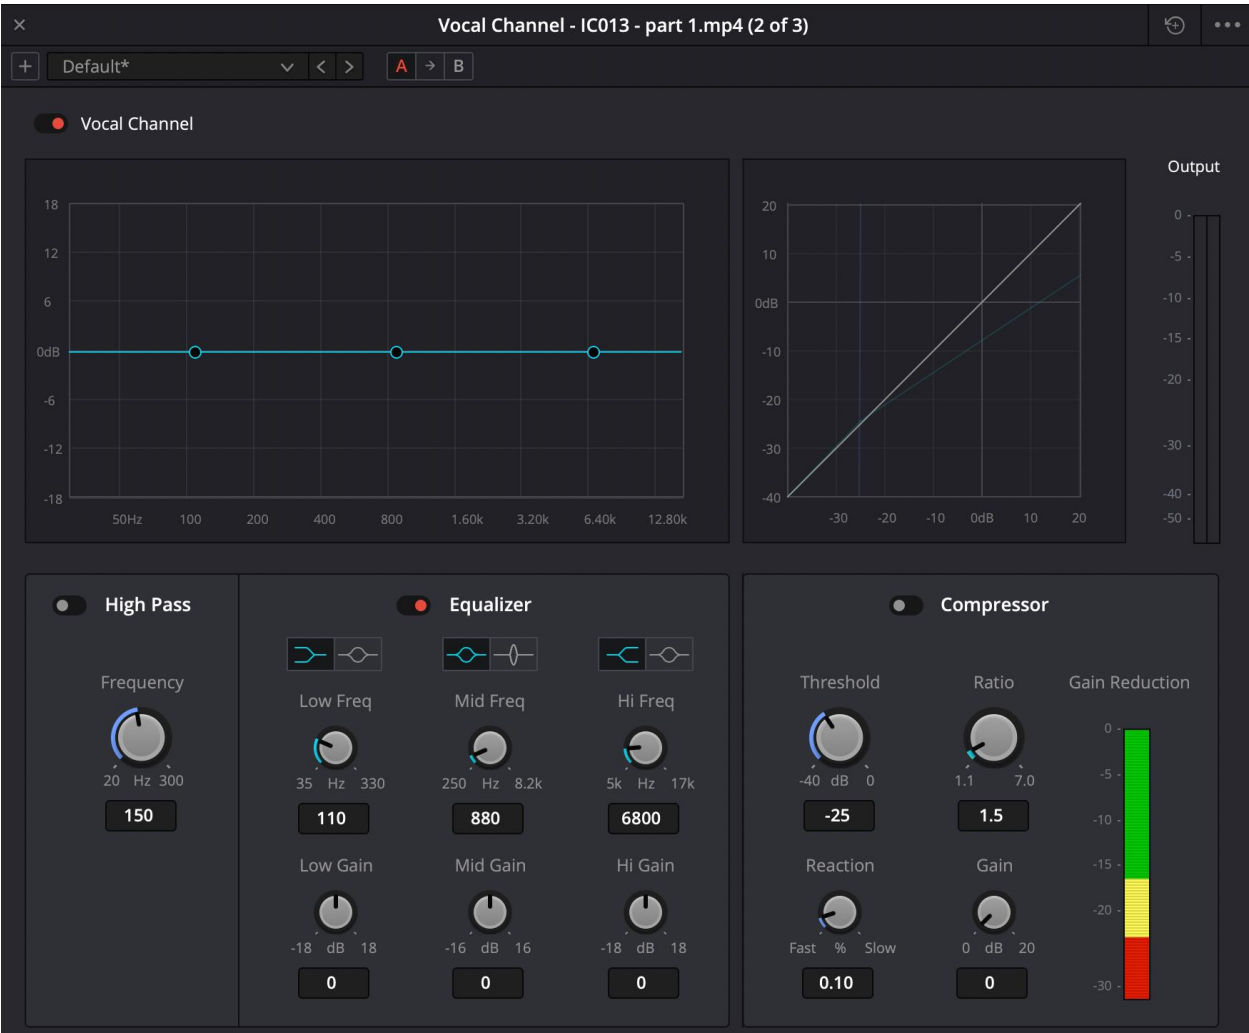 Vocal Channel - IC013 - part 1.mp4 (2 of 3)
Default*
A B
Vocal Channel
18
12
6
0dB
-6
-12
-18
50Hz 100 200 400 800 1.60k 3.20k 6.40k 12.80k
20
10
0dB
-10
-20
-30
-40
-30 -20 -10 0dB 10 20
Output
0
-5
-10
-15
-20
-30
-40
-50
High Pass
Frequency
20 Hz 300
150
Equalizer
Low Freq Mid Freq Hi Freq
35 Hz 330 250 Hz 8.2k 5k Hz 17k
110 880 6800
Low Gain Mid Gain Hi Gain
-18 dB 18 -16 dB 16 -18 dB 18
0 0 0
Compressor
Threshold Ratio Gain Reduction
-40 dB 0 1.1 7.0
-25 1.5
Reaction Gain
Fast % Slow 0 dB 20
0.10 0
0
-5
-10
-15
-20
-30